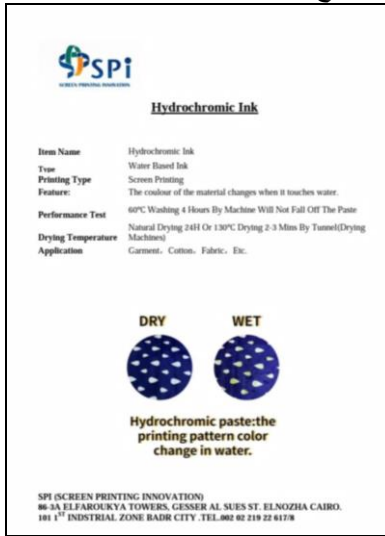 SPi
SCREEN PRINTING INNOVATION
Hydrochromic Ink
Item Name Hydrochromic Ink
Type Water Based Ink
Printing Type Screen Printing
Feature: The coulour of the material changes when it touches water.
Performance Test 60°C Washing 4 Hours By Machine Will Not Fall Off The Paste
Natural Drying 24H Or 130°C Drying 2-3 Mins By Tunnel(Drying
Drying Temperature Machines)
Application Garment、Cotton、Fabric、Etc.
DRY WET
Hydrochromic paste:the
printing pattern color
change in water.
SPI (SCREEN PRINTING INNOVATION)
86-3A ELFAROUKYA TOWERS, GESSER AL SUES ST. ELNOZHA CAIRO.
101 1ST INDSTRIAL ZONE BADR CITY .TEL.002 02 219 22 617/8